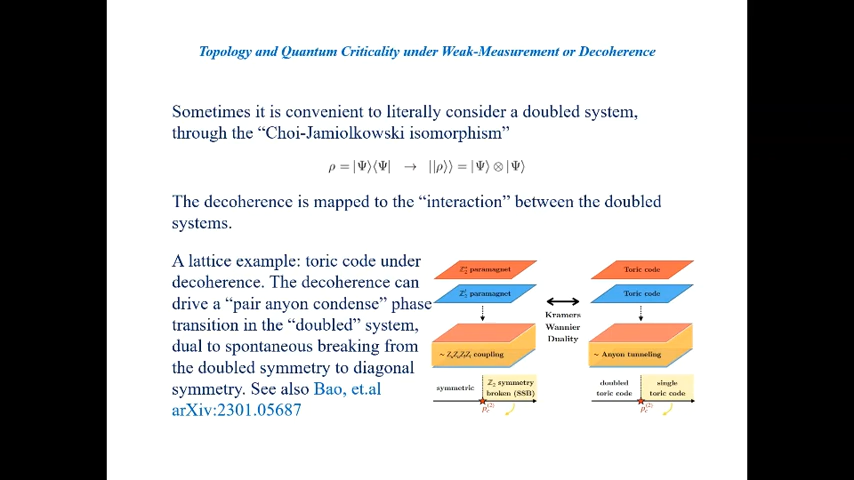 Topology and Quantum Criticality under Weak-Measurement or Decoherence
Sometimes it is convenient to literally consider a doubled system,
through the “Choi-Jamiolkowski isomorphism”
ρ = |Ψ⟩⟨Ψ| → ||ρ⟩⟩ = |Ψ⟩ ⊗ |Ψ⟩
The decoherence is mapped to the “interaction” between the doubled
systems.
A lattice example: toric code under
decoherence. The decoherence can
drive a “pair anyon condense” phase
transition in the “doubled” system,
dual to spontaneous breaking from
the doubled symmetry to diagonal
symmetry. See also Bao, et.al
arXiv:2301.05687
paramagnet
paramagnet
coupling
symmetric
ℤ₂ symmetry
broken (SSB)
Kramers
Wannier
Duality
Toric code
Toric code
~ Anyon tunneling
doubled
toric code
single
toric code